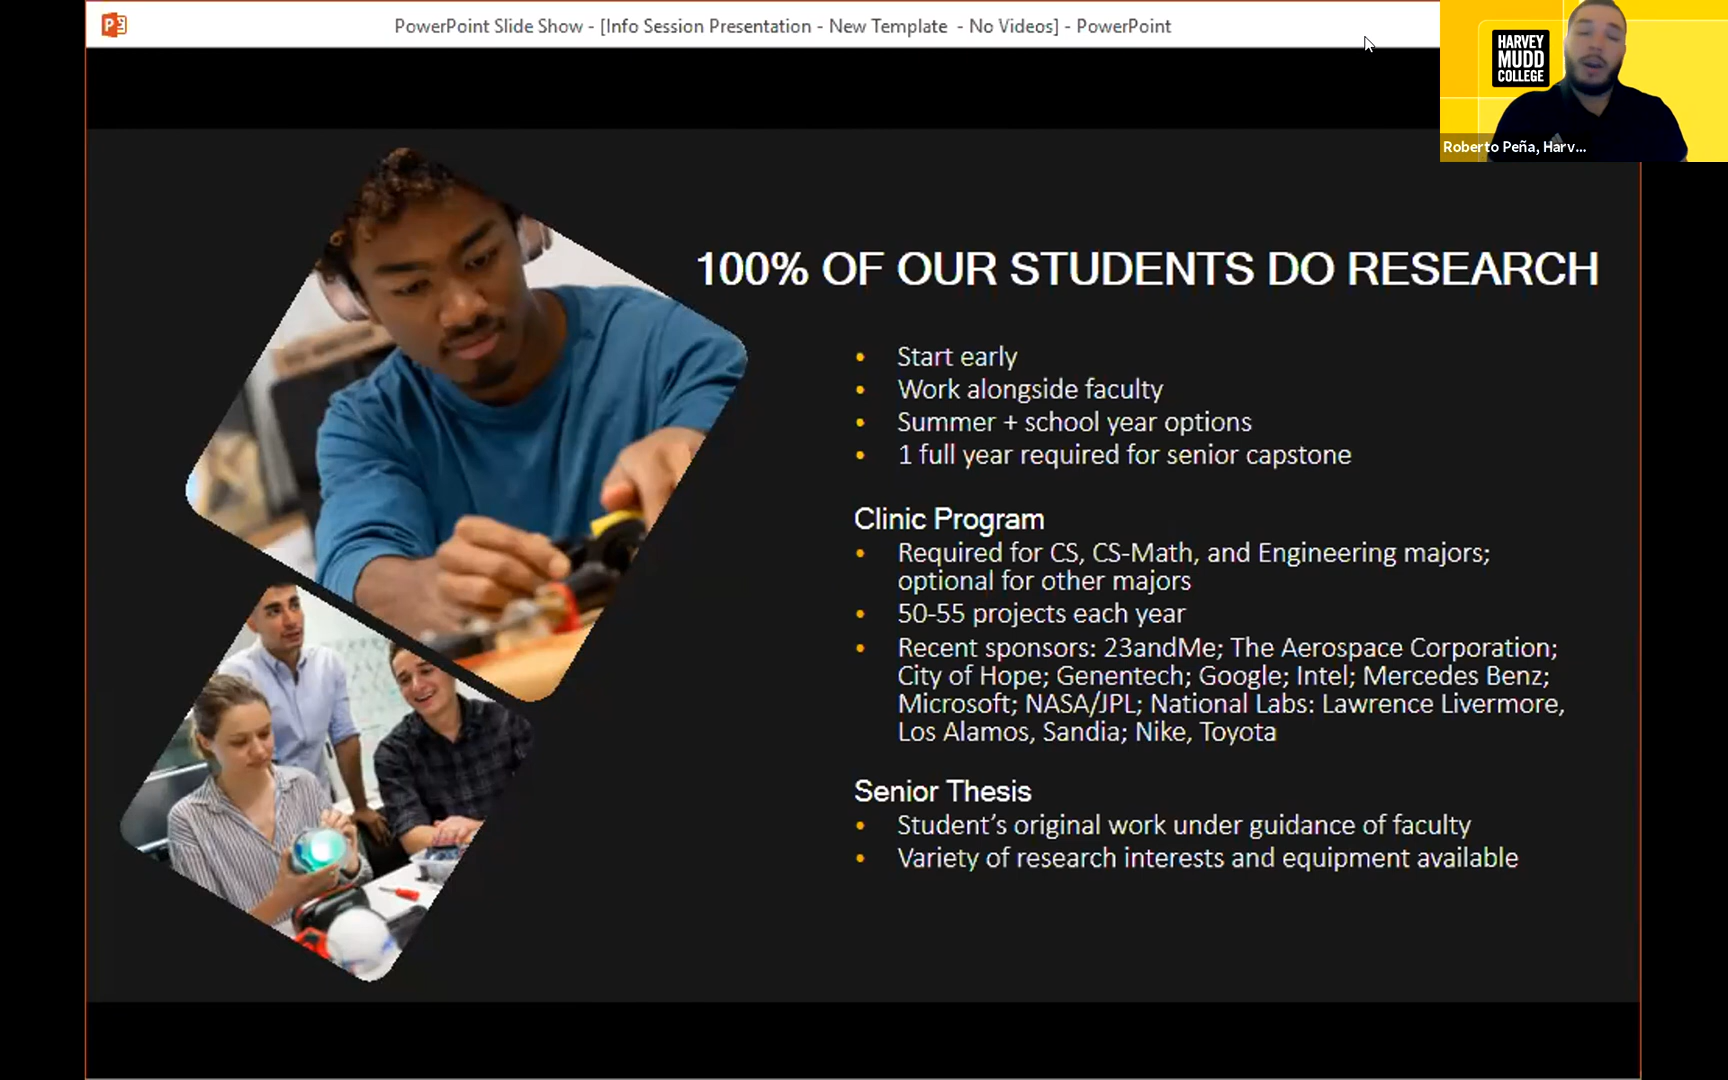 PowerPoint Slide Show - [Info Session Presentation - New Template - No Videos] - PowerPoint
HARVEY
MUDD
COLLEGE
Roberto Peña, Harv...
100% OF OUR STUDENTS DO RESEARCH
• Start early
• Work alongside faculty
• Summer + school year options
• 1 full year required for senior capstone
Clinic Program
• Required for CS, CS-Math, and Engineering majors;
optional for other majors
• 50-55 projects each year
• Recent sponsors: 23andMe; The Aerospace Corporation;
City of Hope; Genentech; Google; Intel; Mercedes Benz;
Microsoft; NASA/JPL; National Labs: Lawrence Livermore,
Los Alamos, Sandia; Nike, Toyota
Senior Thesis
• Student’s original work under guidance of faculty
• Variety of research interests and equipment available